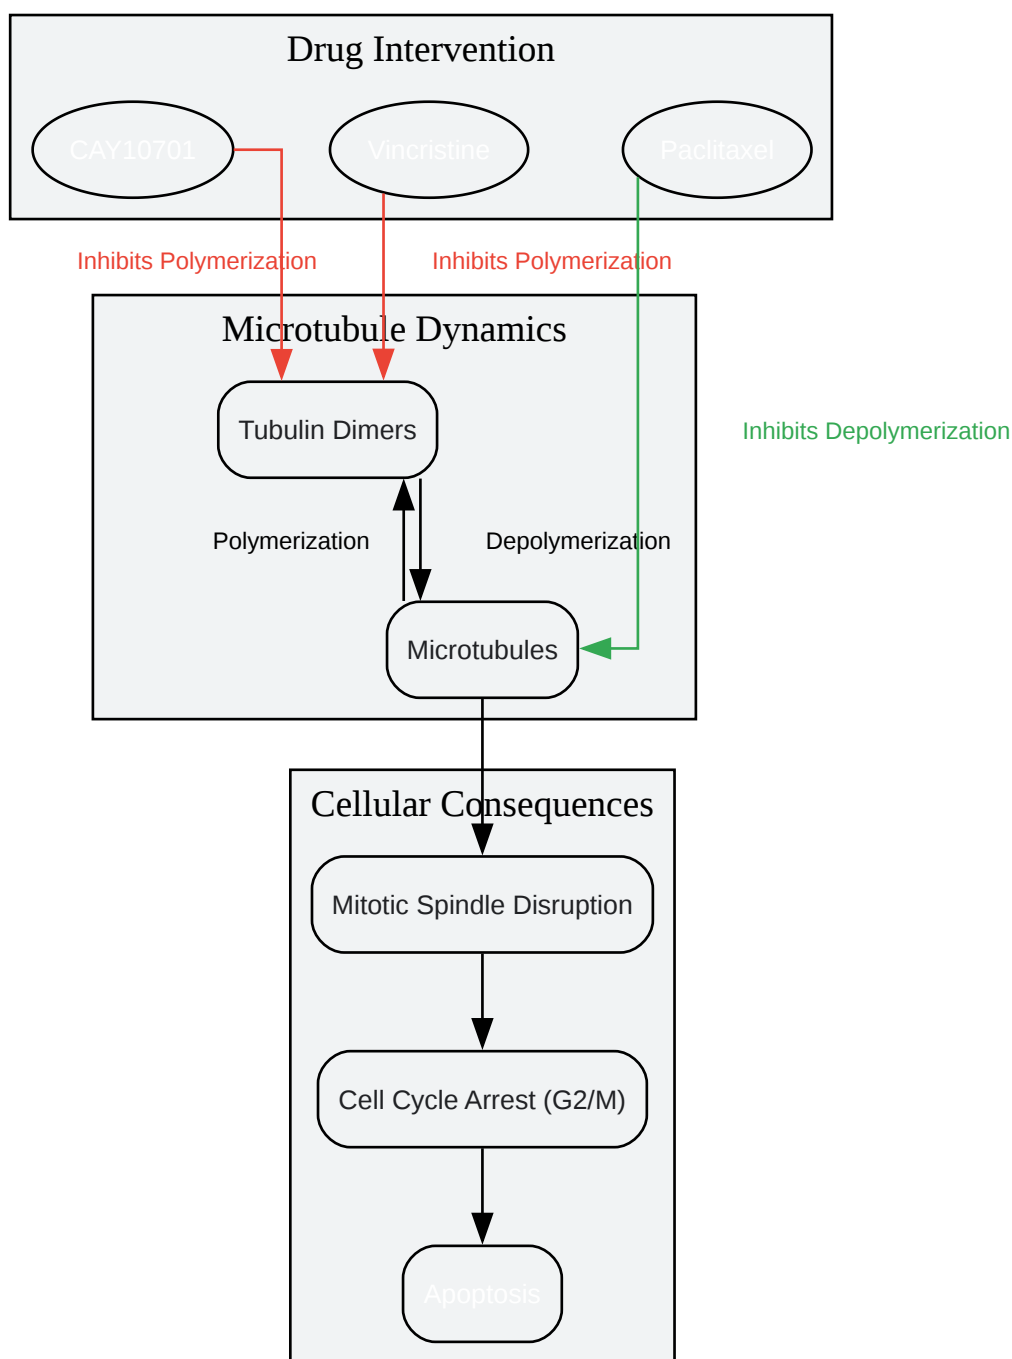 Drug Intervention
CAY10701
Vincristine
Paclitaxel
Inhibits Polymerization
Inhibits Polymerization
Microtubule Dynamics
Tubulin Dimers
Inhibits Depolymerization
Polymerization
Depolymerization
Microtubules
Cellular Consequences
Mitotic Spindle Disruption
Cell Cycle Arrest (G2/M)
Apoptosis